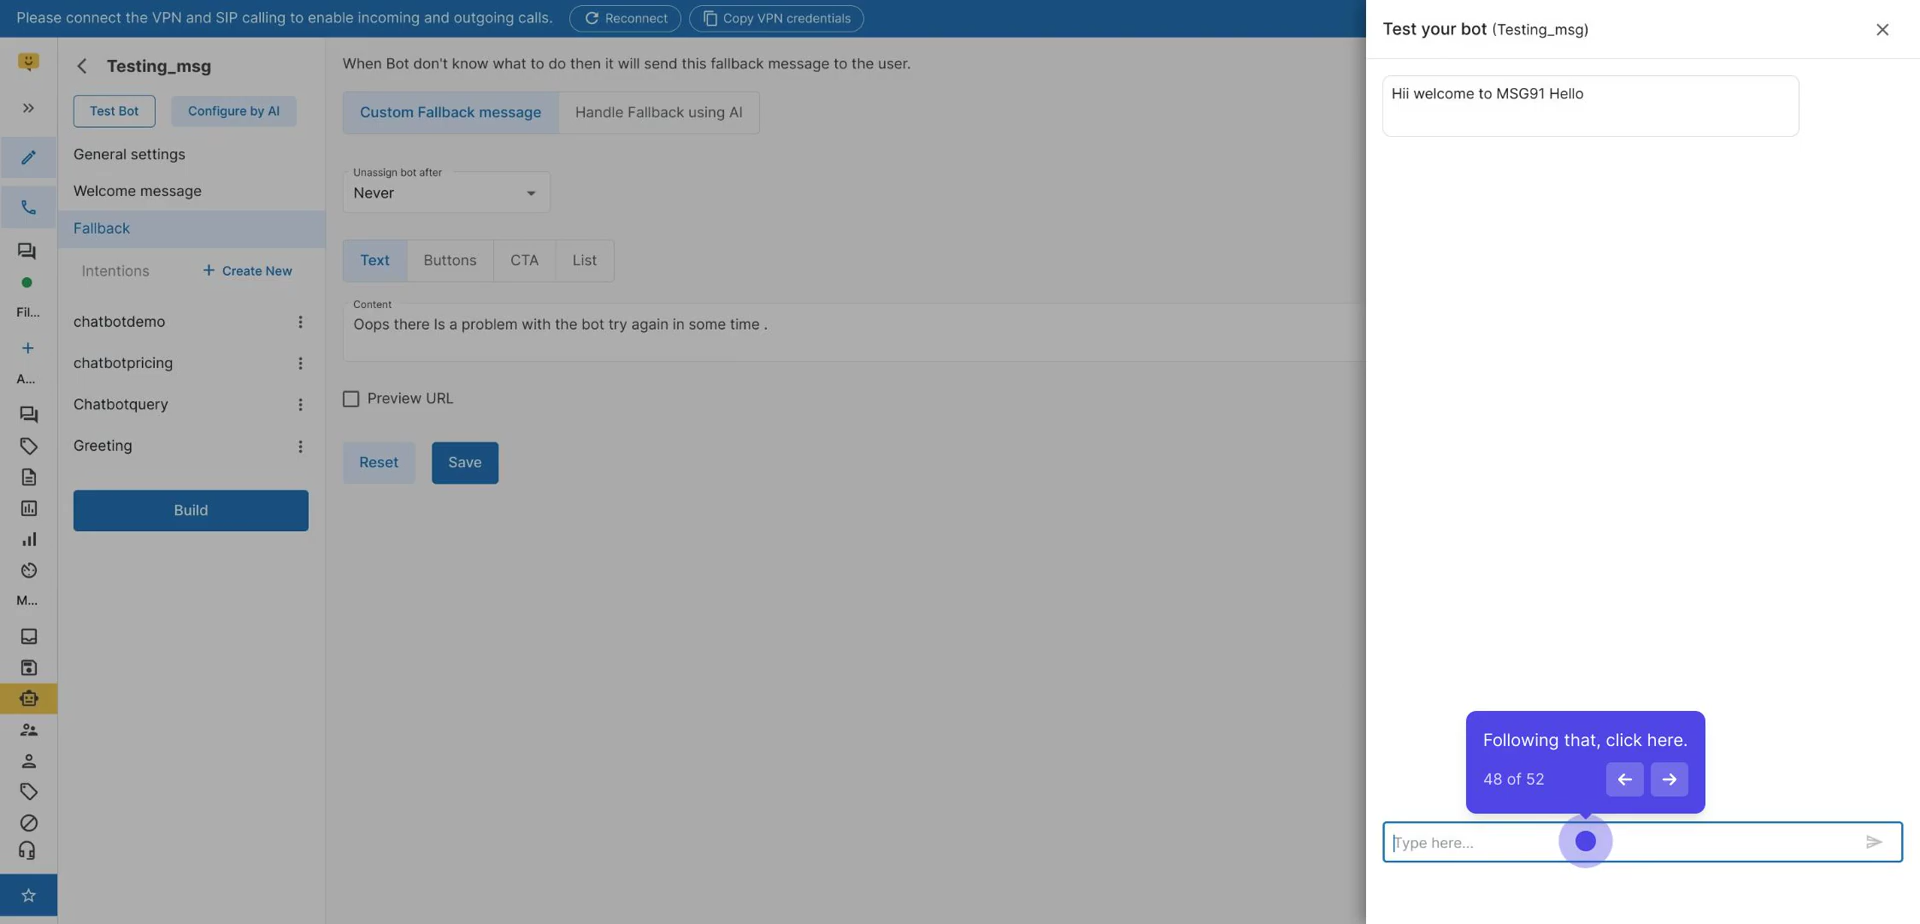 Please connect the VPN and SIP calling to enable incoming and outgoing calls.
Reconnect
Copy VPN credentials
Testing_msg
Test Bot
Configure by AI
General settings
Welcome message
Fallback
Intentions
Create New
chatbotdemo
chatbotpricing
Chatbotquery
Greeting
Build
Fil...
A...
M...
When Bot don't know what to do then it will send this fallback message to the user.
Custom Fallback message
Handle Fallback using AI
Unassign bot after
Never
Text
Buttons
CTA
List
Content
Oops there Is a problem with the bot try again in some time .
Preview URL
Reset
Save
Test your bot (Testing_msg)
Hii welcome to MSG91 Hello
Following that, click here.
48 of 52
Type here...